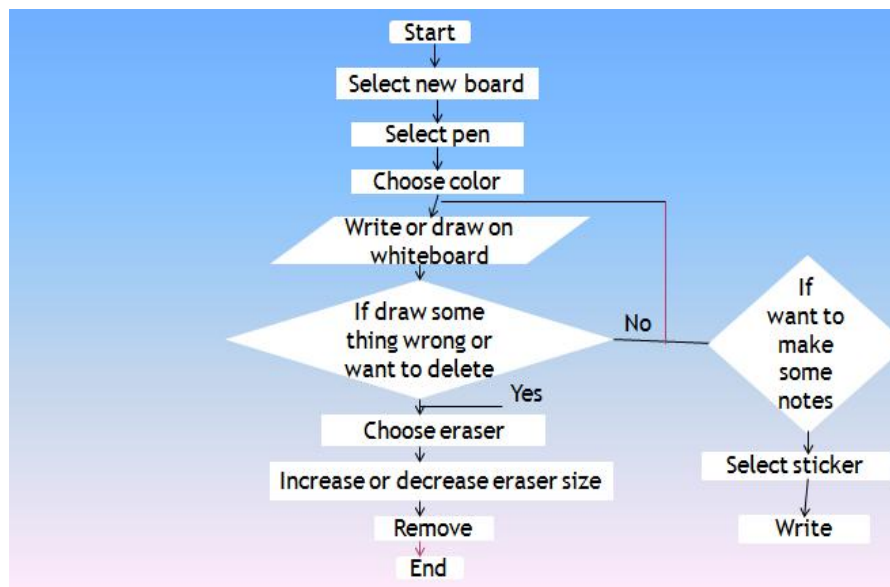 Start
Select new board
Select pen
Choose color
Write or draw on
whiteboard
If draw some
thing wrong or
want to delete
No
If
want to
make
some
notes
Yes
Choose eraser
Select sticker
Increase or decrease eraser size
Remove
Write
End